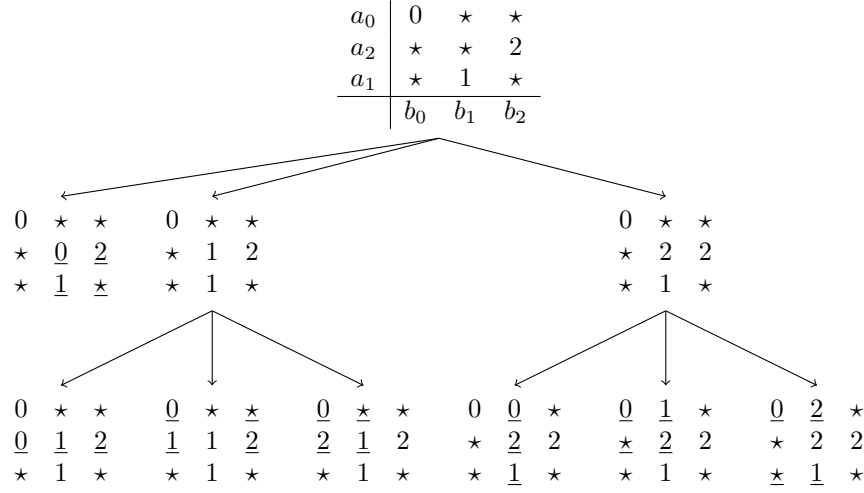 a₀ 0 ⋆ ⋆
a₂ ⋆ ⋆ 2
a₁ ⋆ 1 ⋆
b₀ b₁ b₂
0 ⋆ ⋆ 0 ⋆ ⋆ 0 ⋆ ⋆
⋆ 0 2 ⋆ 1 2 ⋆ 2 2
⋆ 1 ⋆ ⋆ 1 ⋆ ⋆ 1 ⋆
0 ⋆ ⋆ 0 ⋆ ⋆ 0 ⋆ ⋆ 0 0 ⋆ 0 1 ⋆ 0 2 ⋆
0 1 2 1 1 2 2 1 2 ⋆ 2 2 ⋆ 2 2 ⋆ 2 2
⋆ 1 ⋆ ⋆ 1 ⋆ ⋆ 1 ⋆ ⋆ 1 ⋆ ⋆ 1 ⋆ ⋆ 1 ⋆